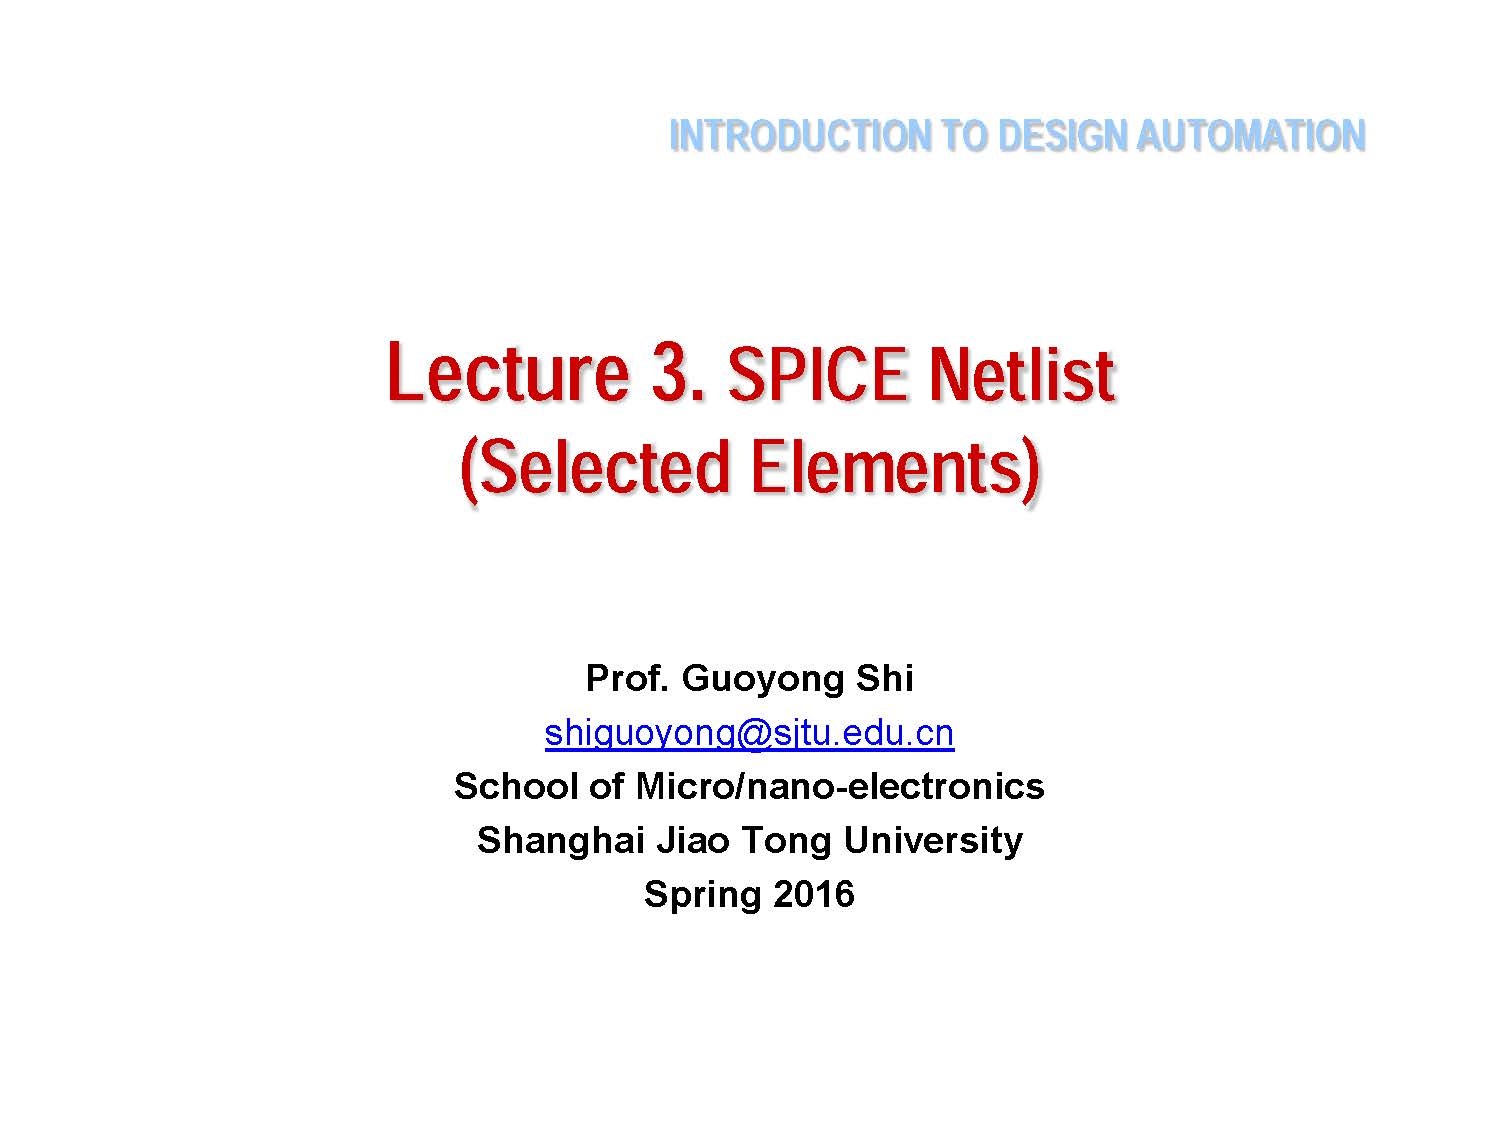 INTRODUCTION TO DESIGN AUTOMATION
Lecture 3. SPICE Netlist
(Selected Elements)
Prof. Guoyong Shi
shiguoyong@sjtu.edu.cn
School of Micro/nano-electronics
Shanghai Jiao Tong University
Spring 2016